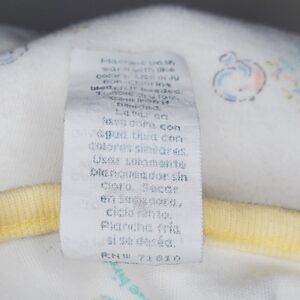 Machine wash
warm with like
colors. Use only
non-chlorine
bleach, if needed.
Tumble dry low.
Cool iron if
needed.
Lavar en
lavadora con
agua tibia con
colores similares.
Usar solamente
blanqueador sin
cloro. Secar
en secadora,
ciclo lento.
Plancha fría,
si se desea.
RN# 71810